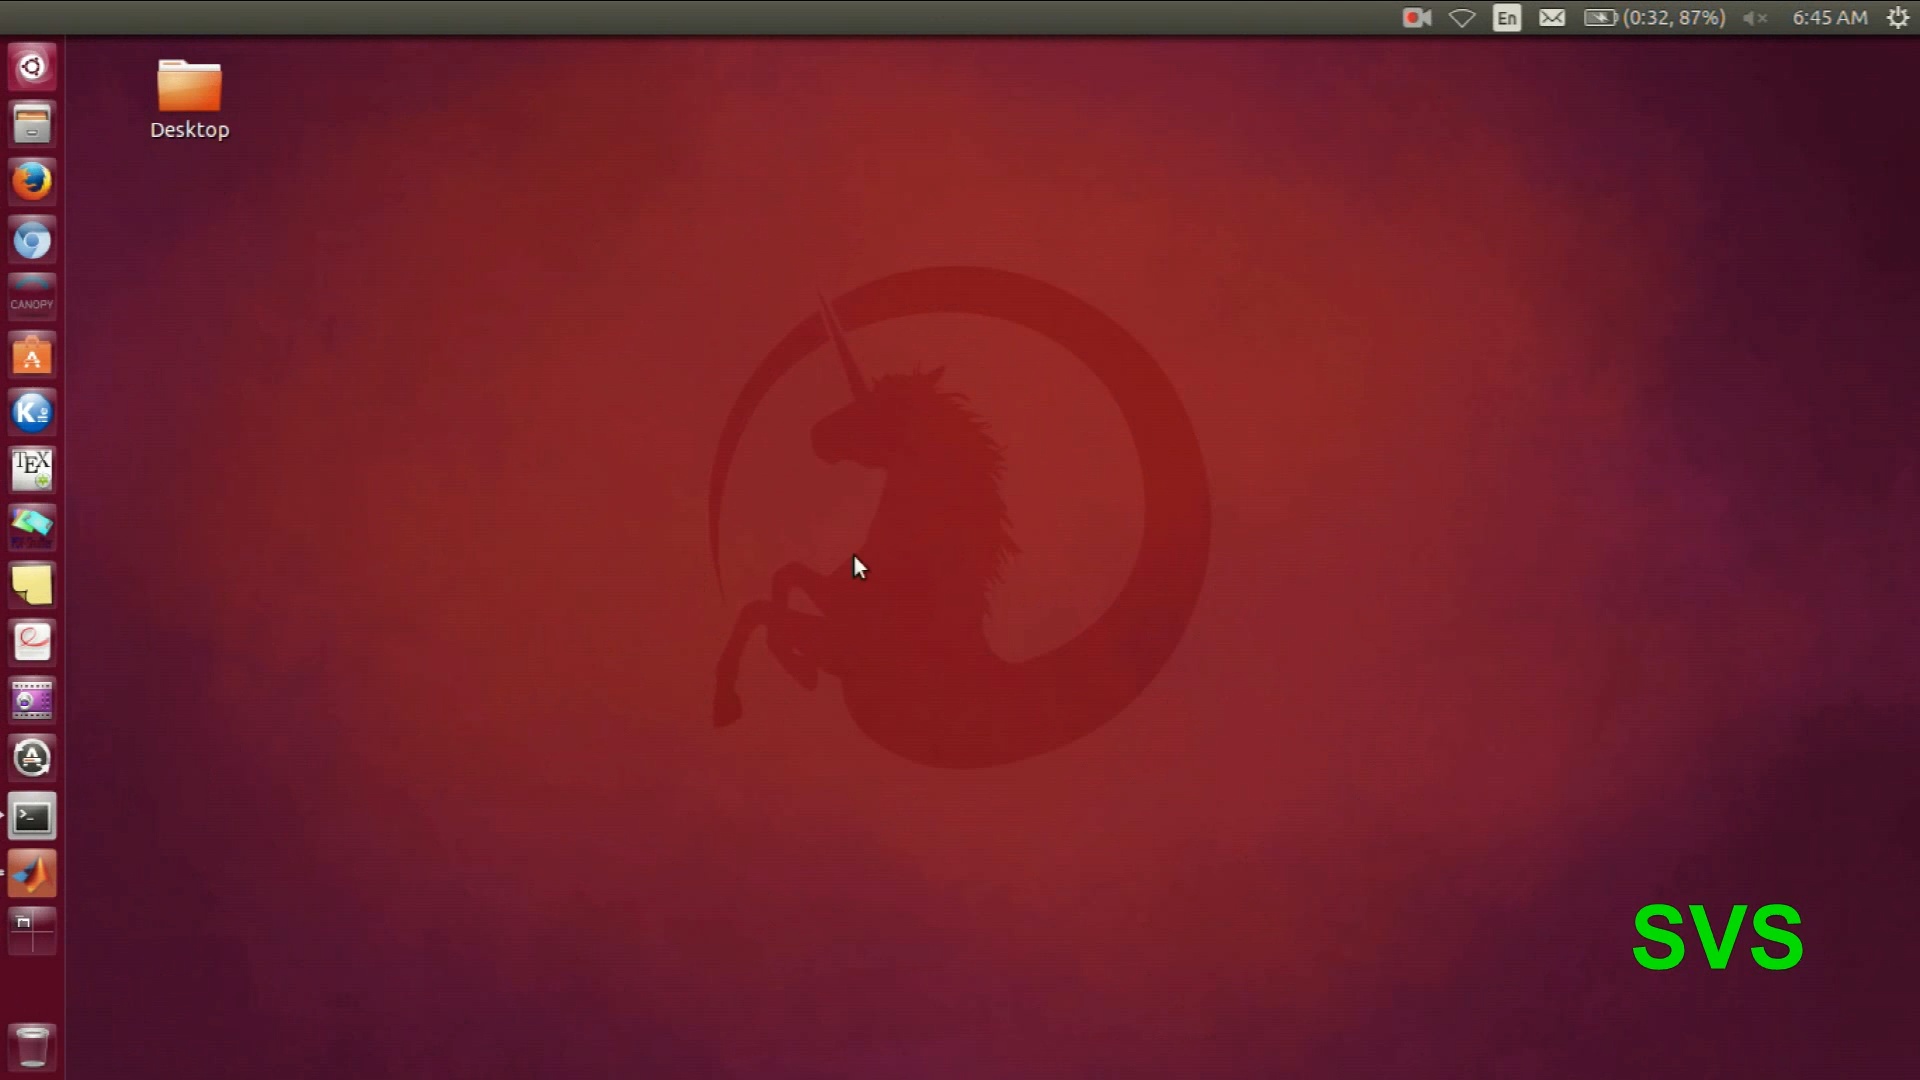 En
(0:32, 87%)
6:45 AM
Desktop
CANOPY
K
TEX
SVS